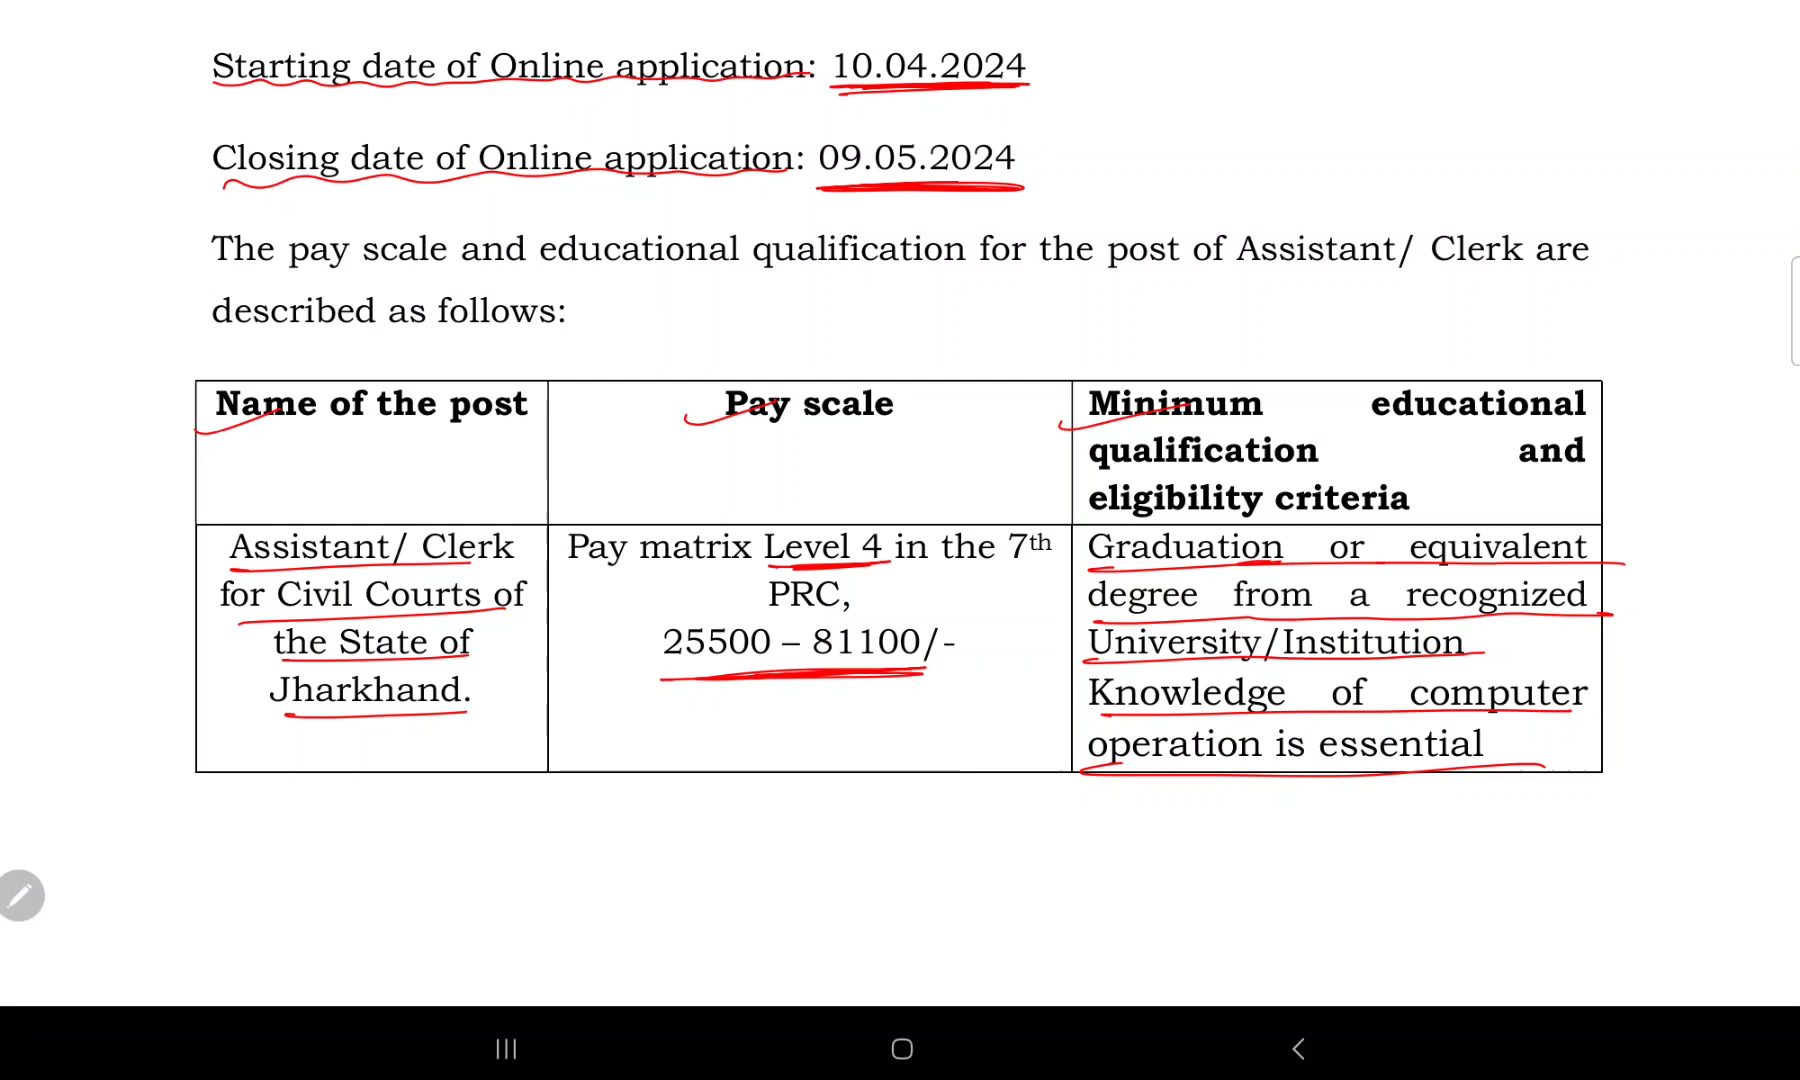 Starting date of Online application: 10.04.2024
Closing date of Online application: 09.05.2024
The pay scale and educational qualification for the post of Assistant/ Clerk are
described as follows:
Name of the post
Pay scale
Minimum educational
qualification and
eligibility criteria
Assistant/ Clerk
for Civil Courts of
the State of
Jharkhand.
Pay matrix Level 4 in the 7th
PRC,
25500 – 81100/-
Graduation or equivalent
degree from a recognized
University/Institution
Knowledge of computer
operation is essential